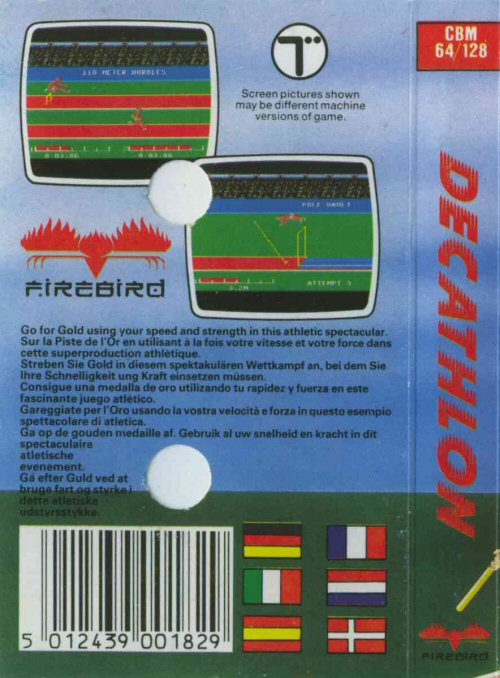 110 METER HURDLES
0:03.06 0:03.06
Screen pictures shown
may be different machine
versions of game.
POLE VAULT
3.2M
ATTEMPT 3
FIREBIRD
Go for Gold using your speed and strength in this athletic spectacular.
Sur la Piste de l'Or en utilisant à la fois votre vitesse et votre force dans
cette superproduction athlétique.
Streben Sie Gold in diesem spektakulären Wettkampf an, bei dem Sie
Ihre Schnelligkeit ung Kraft einsetzen müssen.
Consigue una medalla de oro utilizando tu rapidez y fuerza en este
fascinante juego atlético.
Gareggiate per l'Oro usando la vostra velocità e forza in questo esempio
spettacolare di atletica.
Ga op de gouden medaille af. Gebruik al uw snelheid en kracht in dit
spectaculaire
atletische
evenement.
Gå efter Guld ved at
bruge fart og styrke i
dette atletiske
udstyrsstykke.
5 012439 001829
CBM
64/128
DECATHLON
FIREBIRD